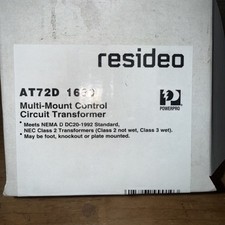 resideo
AT72D
Multi-Mount Control
Circuit Transformer
POWERPRO
• Meets NEMA D DC20-1992 Standard,
NEC Class 2 Transformers (Class 2 not wet, Class 3 wet).
• May be foot, knockout or plate mounted.